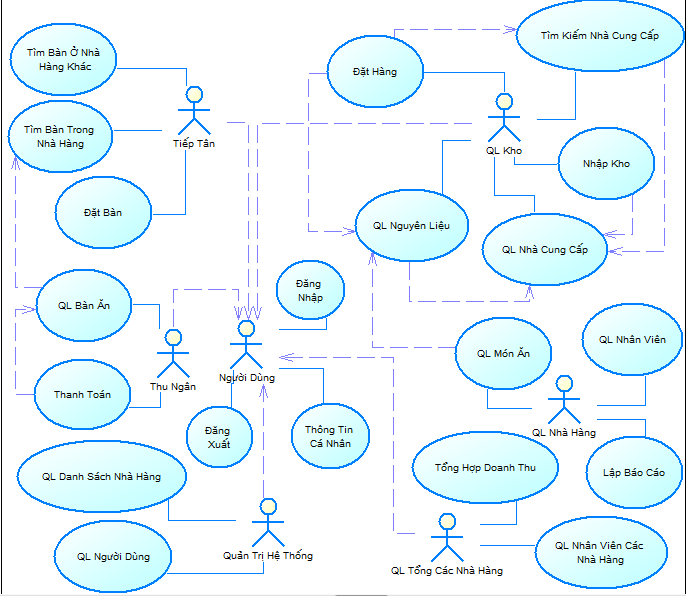 Tìm Bàn Ở Nhà
Hàng Khác
Tìm Kiếm Nhà Cung Cấp
Đặt Hàng
Tìm Bàn Trong
Nhà Hàng
Tiếp Tân
QL Kho
Nhập Kho
Đặt Bàn
QL Nguyên Liệu
QL Nhà Cung Cấp
Đăng
Nhập
QL Bàn Ăn
QL Món Ăn
QL Nhân Viên
Thu Ngân
Người Dùng
Thanh Toán
Đăng
Xuất
Thông Tin
Cá Nhân
QL Nhà Hàng
QL Danh Sách Nhà Hàng
Tổng Hợp Doanh Thu
Lập Báo Cáo
QL Người Dùng
Quản Trị Hệ Thống
QL Tổng Các Nhà Hàng
QL Nhân Viên Các
Nhà Hàng